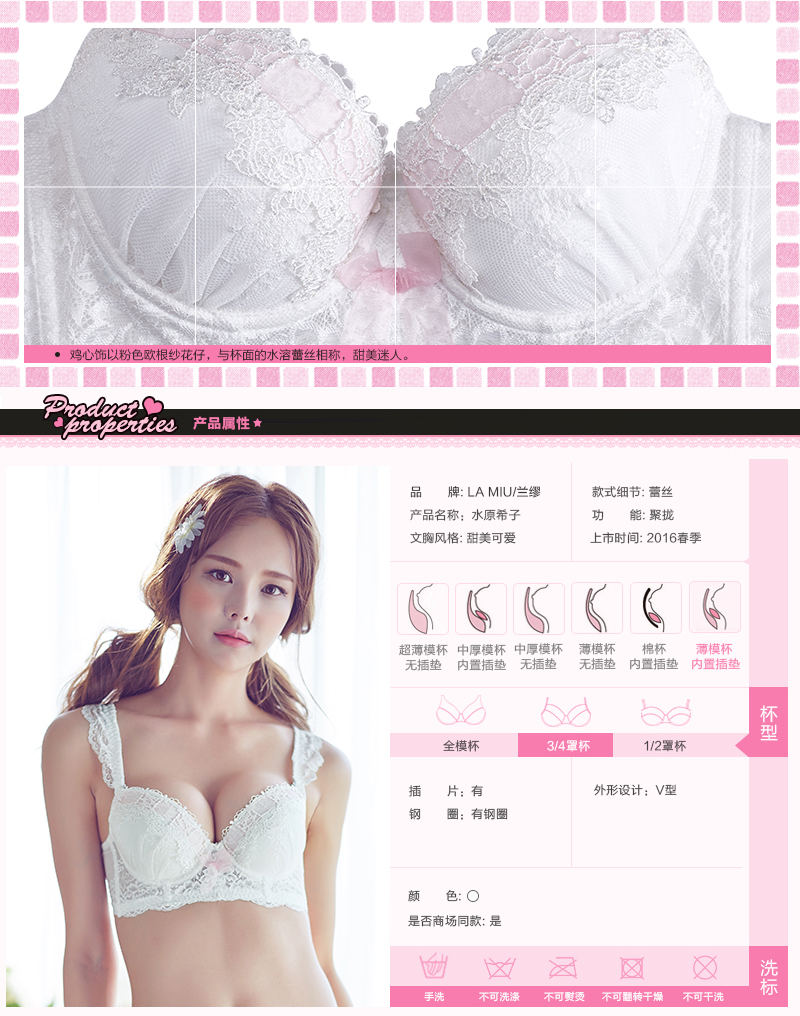 鸡心饰以粉色欧根纱花仔，与杯面的水溶蕾丝相称，甜美迷人。
Product
properties
产品属性
品 牌: LA MIU/兰缪
款式细节: 蕾丝
产品名称: 水原希子
功 能: 聚拢
文胸风格: 甜美可爱
上市时间: 2016春季
超薄模杯
无插垫
中厚模杯
内置插垫
中厚模杯
无插垫
薄模杯
无插垫
棉杯
内置插垫
薄模杯
内置插垫
全模杯
3/4罩杯
1/2罩杯
杯型
插 片: 有
外形设计: V型
钢 圈: 有钢圈
颜 色:
是否商场同款: 是
洗标
手洗
不可洗涤
不可熨烫
不可翻转干燥
不可干洗